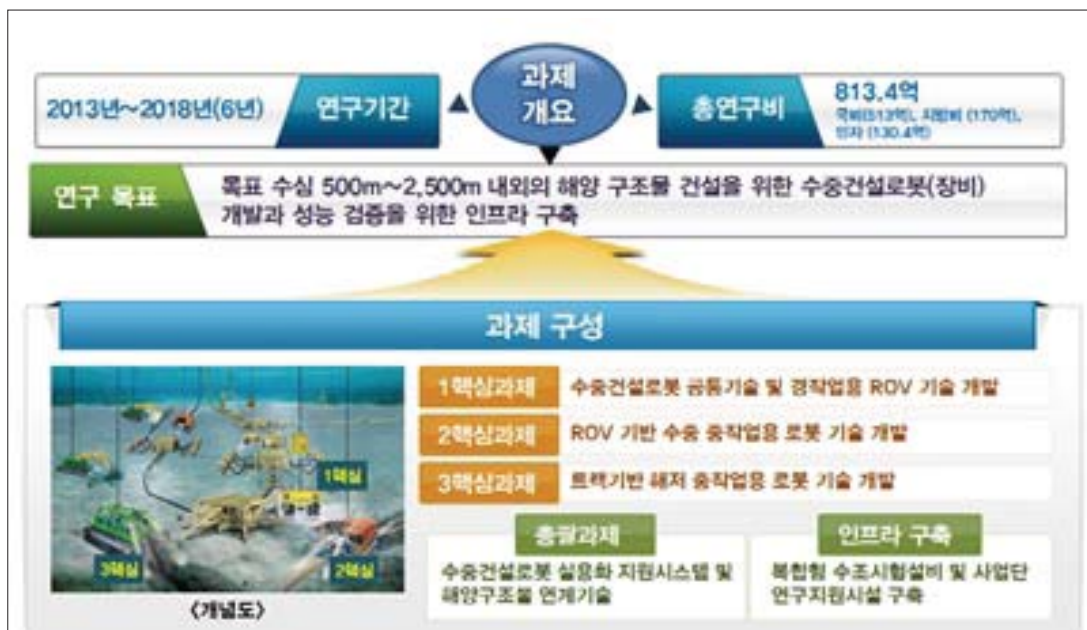 과제
개요
2013년~2018년(6년)
연구기간
총연구비
813.4억
국비(513억), 지방비 (170억),
민자 (130.4억)
연구 목표
목표 수심 500m~2,500m 내외의 해양 구조물 건설을 위한 수중건설로봇(장비)
개발과 성능 검증을 위한 인프라 구축
과제 구성
1핵심
3핵심
2핵심
<개념도>
1핵심과제
수중건설로봇 공통기술 및 경작업용 ROV 기술 개발
2핵심과제
ROV 기반 수중 중작업용 로봇 기술 개발
3핵심과제
트랙기반 해저 중작업용 로봇 기술 개발
총괄과제
수중건설로봇 실용화 지원시스템 및
해양구조물 연계기술
인프라 구축
복합형 수조시험설비 및 사업단
연구지원시설 구축